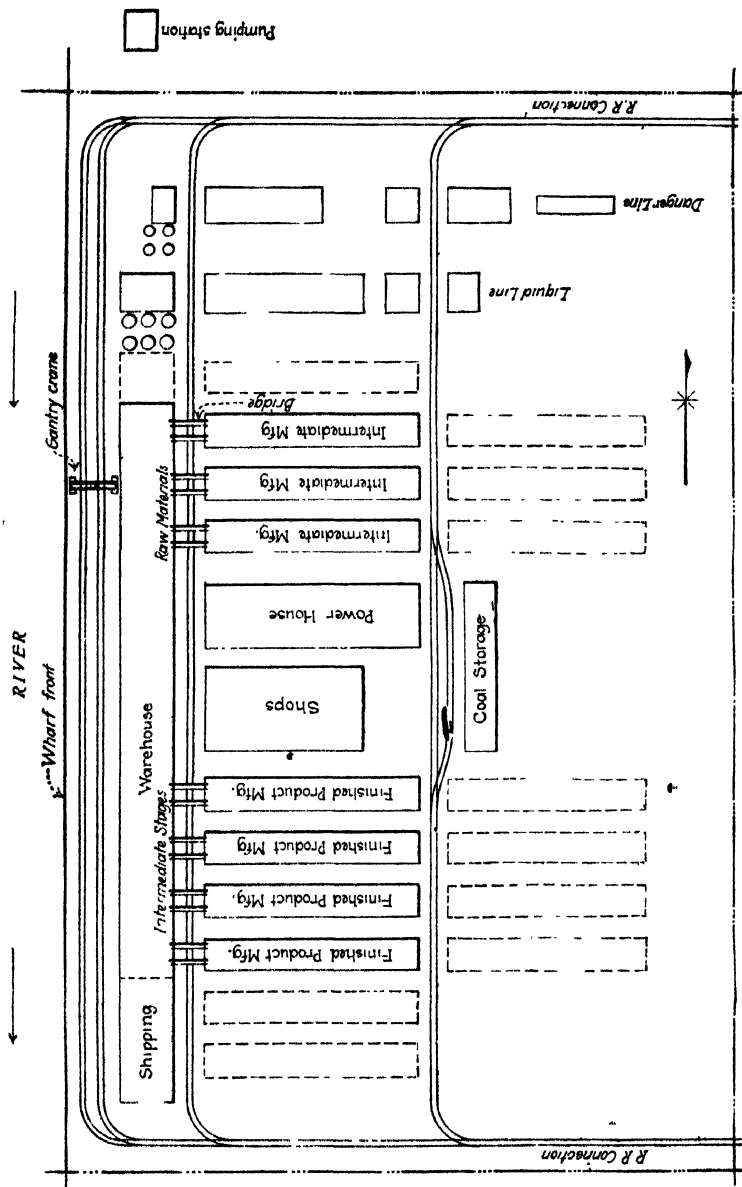 Pumping station
R.R Connection
Danger Line
Liquid Line
Gantry crane
Bridge
Raw Materials
Intermediate Mfg
Intermediate Mfg
Intermediate Mfg.
RIVER
Wharf front
Power House
Coal Storage
Shops
Warehouse
Intermediate Stages
Finished Product Mfg.
Finished Product Mfg
Finished Product Mfg.
Finished Product Mfg.
Shipping
R R Connection